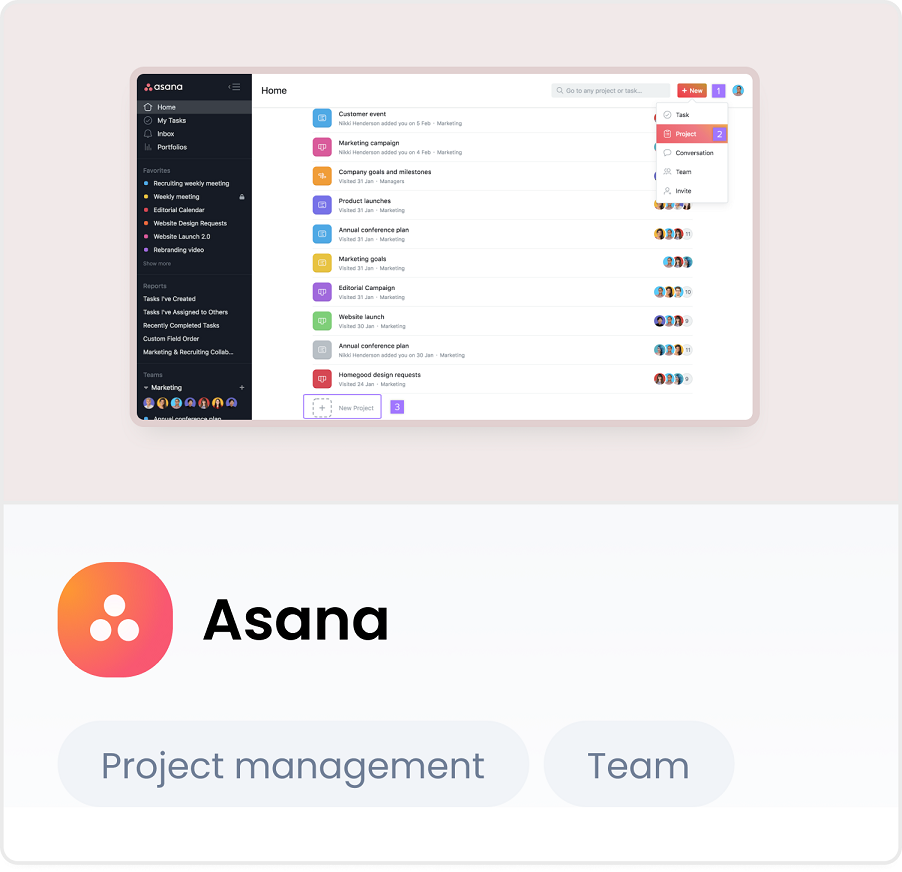 asana
Home
My Tasks
Inbox
Portfolios
Favorites
Recruiting weekly meeting
Weekly meeting
Editorial Calendar
Website Design Requests
Website Launch 2.0
Rebranding video
Show more
Reports
Tasks I've Created
Tasks I've Assigned to Others
Recently Completed Tasks
Custom Field Order
Marketing & Recruiting Collab...
Teams
Marketing +
Annual conference plan
Home
Go to any project or task...
+ New 1
Task
Project 2
Conversation
Team
Invite
Customer event
Nikki Henderson added you on 5 Feb · Marketing
Marketing campaign
Nikki Henderson added you on 4 Feb · Marketing
Company goals and milestones
Visited 31 Jan · Managers
Product launches
Visited 31 Jan · Marketing
Annual conference plan
Visited 31 Jan · Marketing
11
Marketing goals
Visited 31 Jan · Marketing
Editorial Campaign
Visited 31 Jan · Marketing
10
Website launch
Visited 30 Jan · Marketing
9
Annual conference plan
Nikki Henderson added you on 30 Jan · Marketing
11
Homegood design requests
Visited 24 Jan · Marketing
9
+ New Project 3
Asana
Project management
Team